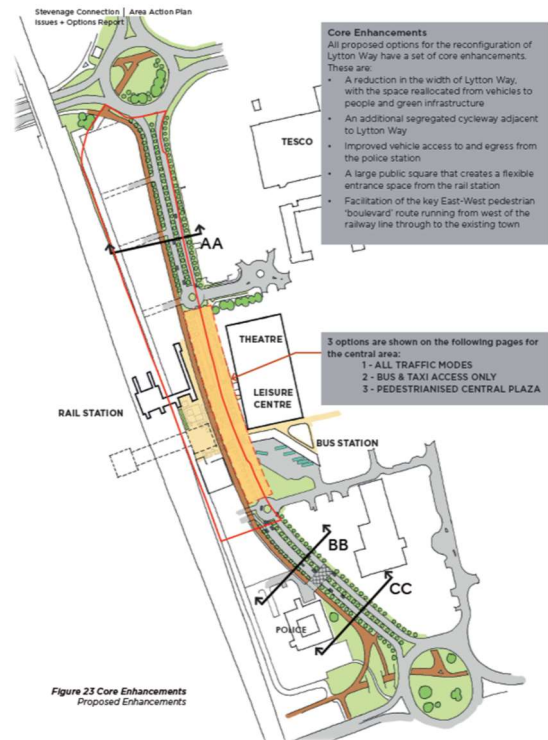 Stevenage Connection | Area Action Plan
Issues + Options Report
Core Enhancements
All proposed options for the reconfiguration of
Lytton Way have a set of core enhancements.
These are:
• A reduction in the width of Lytton Way,
with the space reallocated from vehicles to
people and green infrastructure
• An additional segregated cycleway adjacent
to Lytton Way
• Improved vehicle access to and egress from
the police station
• A large public square that creates a flexible
entrance space from the rail station
• Facilitation of the key East-West pedestrian
'boulevard' route running from west of the
railway line through to the existing town
TESCO
AA
THEATRE
LEISURE
CENTRE
3 options are shown on the following pages for
the central area:
1 - ALL TRAFFIC MODES
2 - BUS & TAXI ACCESS ONLY
3 - PEDESTRIANISED CENTRAL PLAZA
RAIL STATION
BUS STATION
BB
CC
POLICE
Figure 23 Core Enhancements
Proposed Enhancements